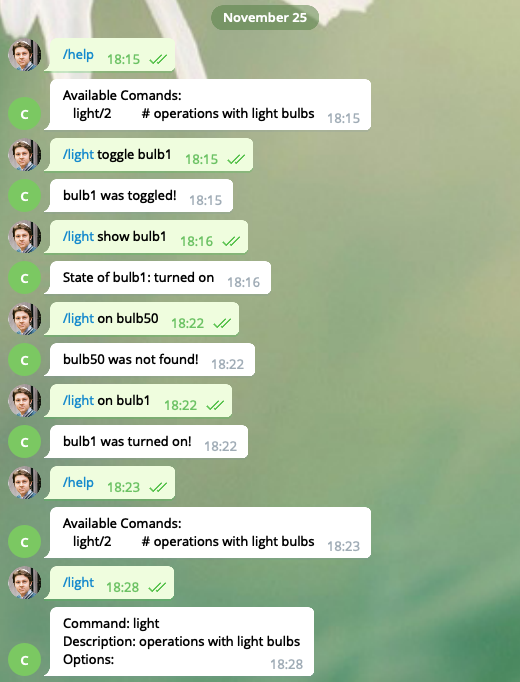 November 25
/help 18:15
Available Comands:
light/2 # operations with light bulbs 18:15
C
/light toggle bulb1 18:15
bulb1 was toggled! 18:15
C
/light show bulb1 18:16
State of bulb1: turned on 18:16
C
/light on bulb50 18:22
bulb50 was not found! 18:22
C
/light on bulb1 18:22
bulb1 was turned on! 18:22
C
/help 18:23
Available Comands:
light/2 # operations with light bulbs 18:23
C
/light 18:28
Command: light
Description: operations with light bulbs
Options: 18:28
C